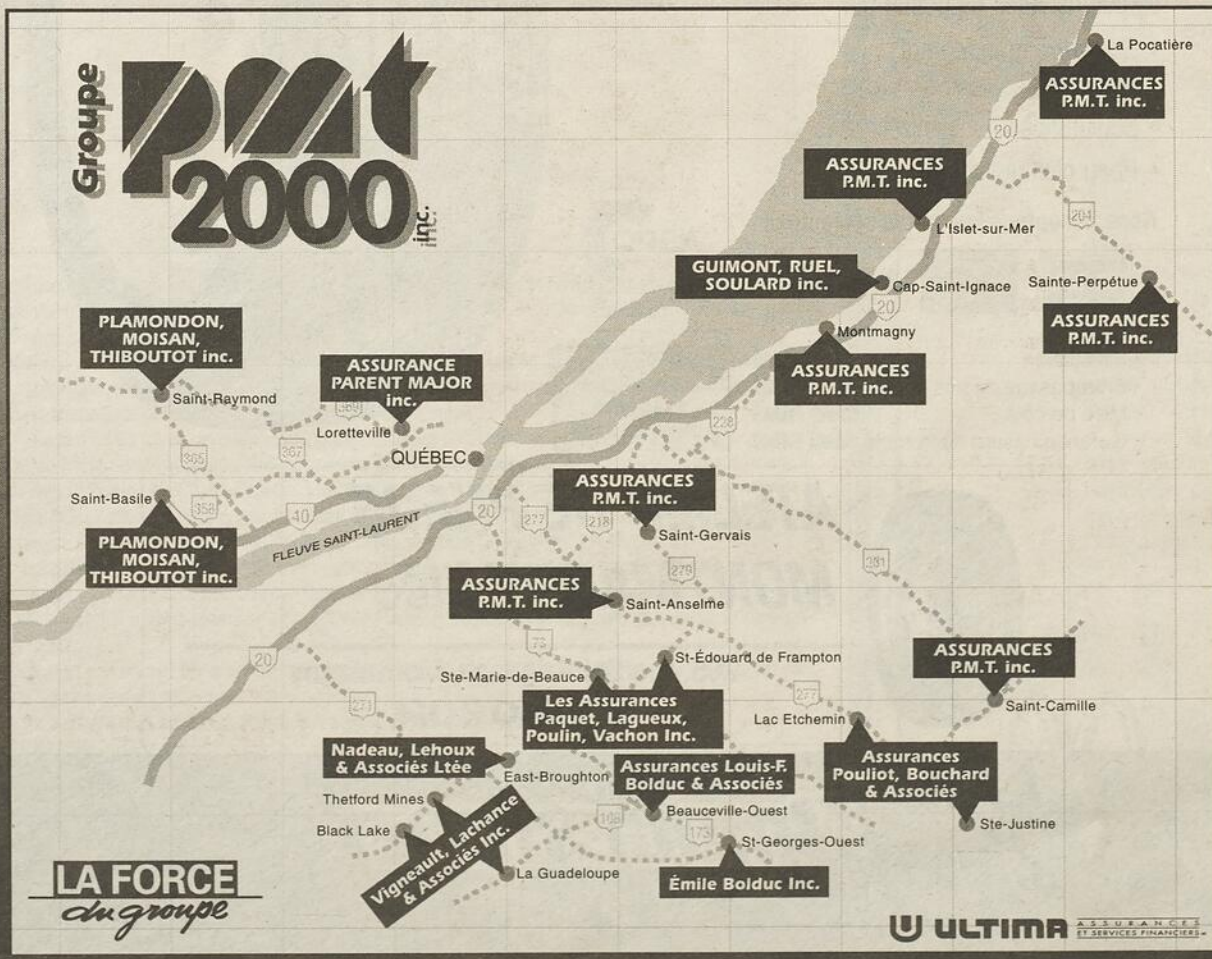 Groupe
pmt
2000
inc.
La Pocatière
ASSURANCES
P.M.T. inc.
20
ASSURANCES
P.M.T. inc.
L'Islet-sur-Mer
204
GUIMONT, RUEL,
SOULARD inc.
Cap-Saint-Ignace
20
Sainte-Perpétue
ASSURANCES
P.M.T. inc.
Montmagny
ASSURANCES
P.M.T. inc.
PLAMONDON,
MOISAN,
THIBOUTOT inc.
Saint-Raymond
ASSURANCE
PARENT MAJOR
inc.
369
Loretteville
367
365
QUÉBEC
228
Saint-Basile
358
40
FLEUVE SAINT-LAURENT
20
PLAMONDON,
MOISAN,
THIBOUTOT inc.
ASSURANCES
P.M.T. inc.
277
218
Saint-Gervais
279
281
ASSURANCES
P.M.T. inc.
Saint-Anselme
20
73
St-Édouard de Frampton
Ste-Marie-de-Beauce
Les Assurances
Paquet, Lagueux,
Poulin, Vachon Inc.
277
ASSURANCES
P.M.T. inc.
Saint-Camille
Lac Etchemin
271
Nadeau, Lehoux
& Associés Ltée
East-Broughton
Assurances Louis-F.
Bolduc & Associés
Beauceville-Ouest
Assurances
Pouliot, Bouchard
& Associés
Ste-Justine
Thetford Mines
Black Lake
Vigneault, Lachance
& Associés Inc.
108
173
St-Georges-Ouest
La Guadeloupe
Émile Bolduc Inc.
LA FORCE
du groupe
ULTIMA
ASSURANCES
ET SERVICES FINANCIERS